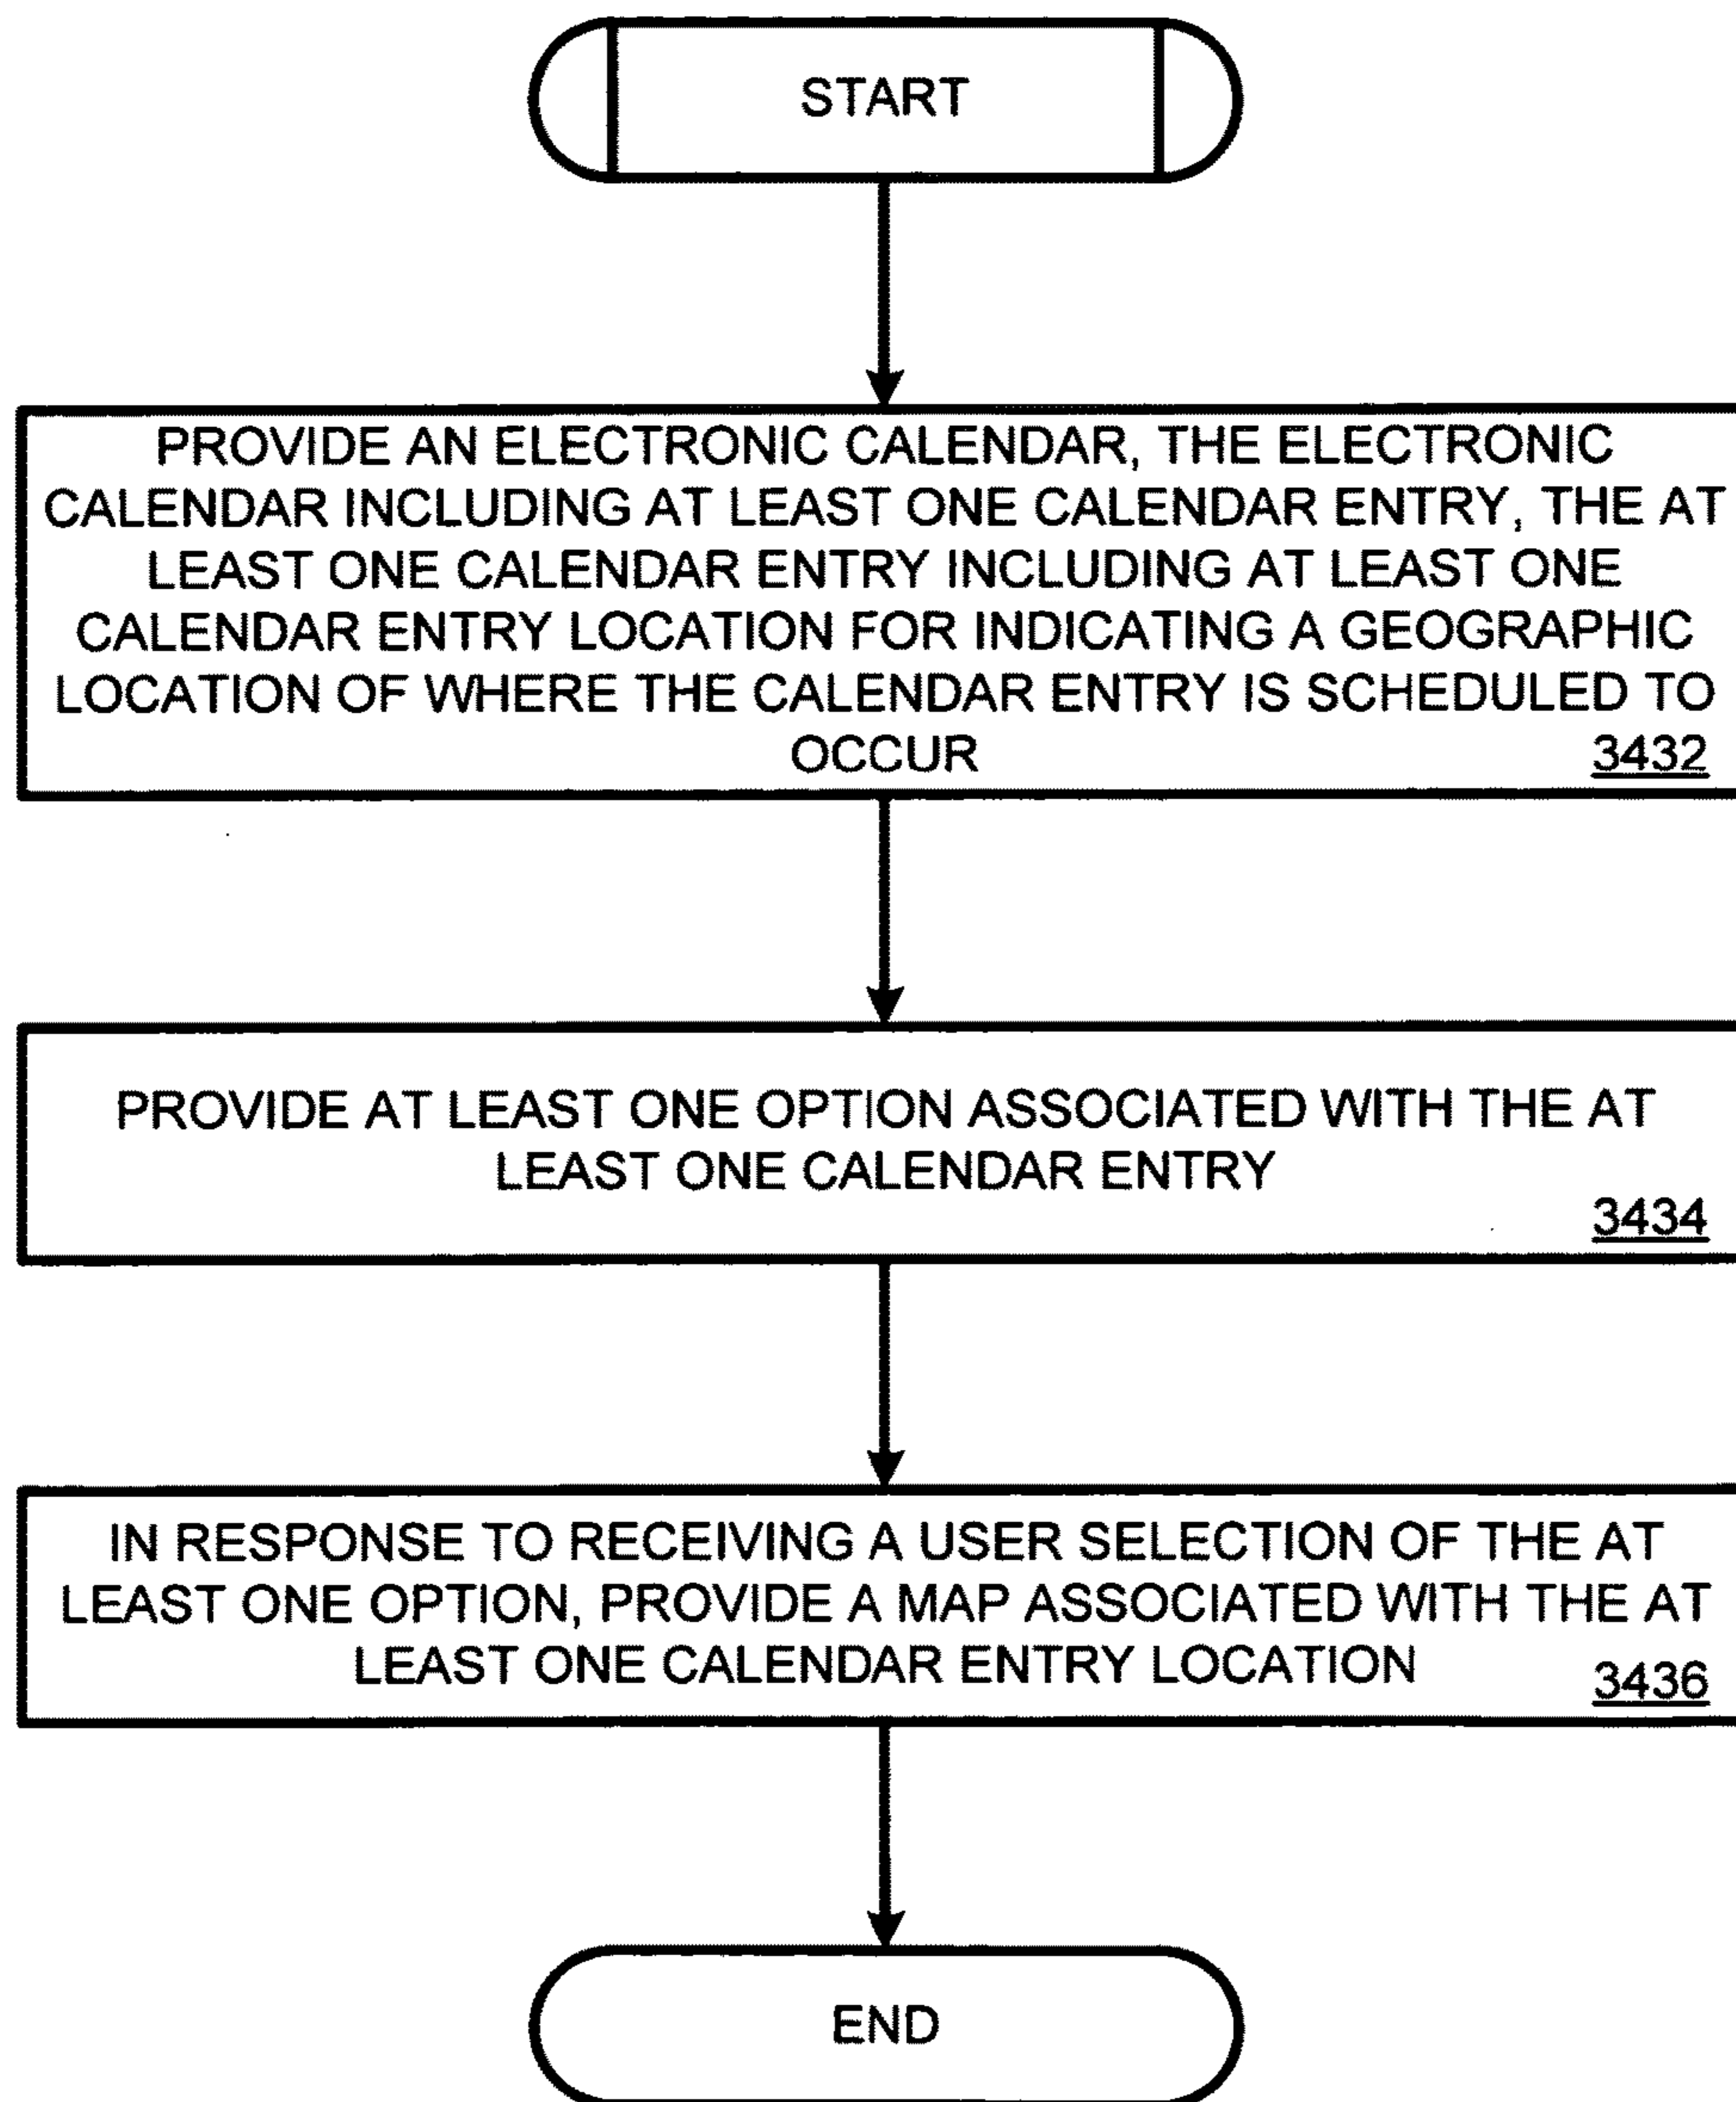 START
PROVIDE AN ELECTRONIC CALENDAR, THE ELECTRONIC
CALENDAR INCLUDING AT LEAST ONE CALENDAR ENTRY, THE AT
LEAST ONE CALENDAR ENTRY INCLUDING AT LEAST ONE
CALENDAR ENTRY LOCATION FOR INDICATING A GEOGRAPHIC
LOCATION OF WHERE THE CALENDAR ENTRY IS SCHEDULED TO
OCCUR 3432
PROVIDE AT LEAST ONE OPTION ASSOCIATED WITH THE AT
LEAST ONE CALENDAR ENTRY
3434
IN RESPONSE TO RECEIVING A USER SELECTION OF THE AT
LEAST ONE OPTION, PROVIDE A MAP ASSOCIATED WITH THE AT
LEAST ONE CALENDAR ENTRY LOCATION 3436
END